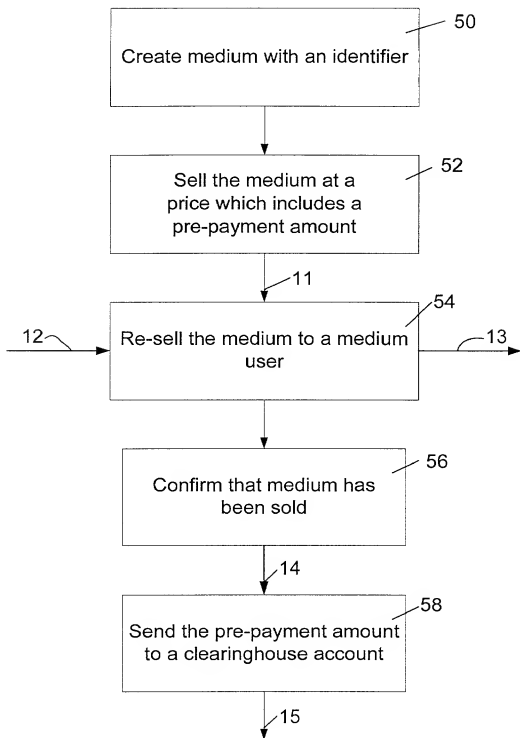 50
Create medium with an identifier
52
Sell the medium at a
price which includes a
pre-payment amount
11
54
12
Re-sell the medium to a medium
user
13
56
Confirm that medium has
been sold
14
58
Send the pre-payment amount
to a clearinghouse account
15